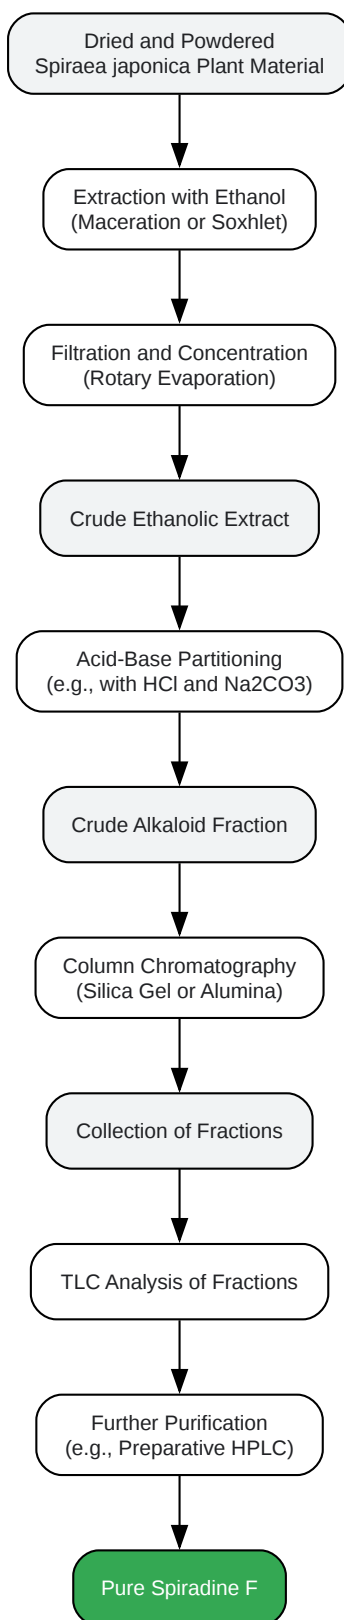 Dried and Powdered
Spiraea japonica Plant Material
Extraction with Ethanol
(Maceration or Soxhlet)
Filtration and Concentration
(Rotary Evaporation)
Crude Ethanolic Extract
Acid-Base Partitioning
(e.g., with HCl and Na2CO3)
Crude Alkaloid Fraction
Column Chromatography
(Silica Gel or Alumina)
Collection of Fractions
TLC Analysis of Fractions
Further Purification
(e.g., Preparative HPLC)
Pure Spiradine F